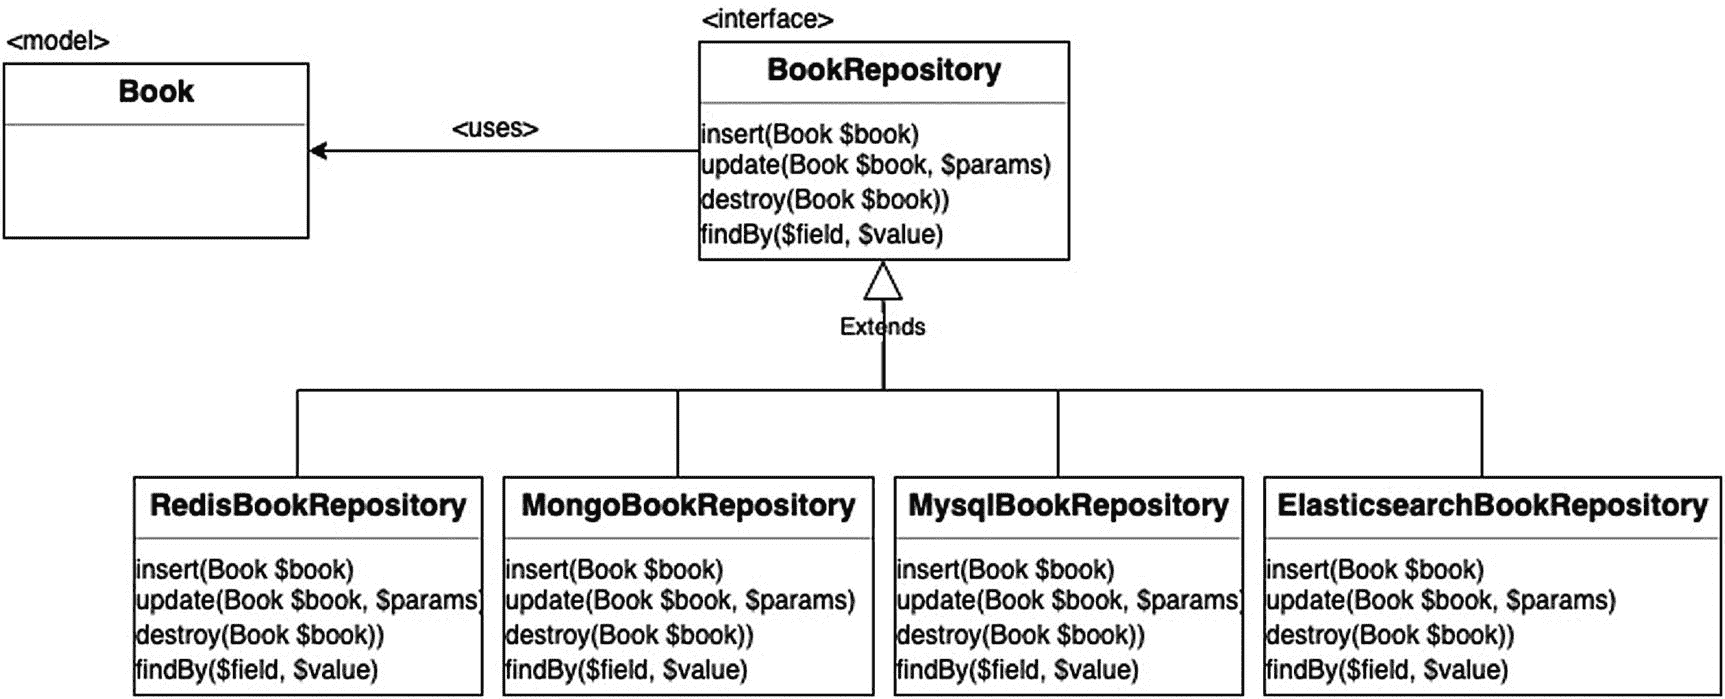 <model>
Book
<uses>
<interface>
BookRepository
insert(Book $book)
update(Book $book, $params)
destroy(Book $book))
findBy($field, $value)
Extends
RedisBookRepository
insert(Book $book)
update(Book $book, $params)
destroy(Book $book))
findBy($field, $value)
MongoBookRepository
insert(Book $book)
update(Book $book, $params)
destroy(Book $book))
findBy($field, $value)
MysqlBookRepository
insert(Book $book)
update(Book $book, $params)
destroy(Book $book))
findBy($field, $value)
ElasticsearchBookRepository
insert(Book $book)
update(Book $book, $params)
destroy(Book $book))
findBy($field, $value)